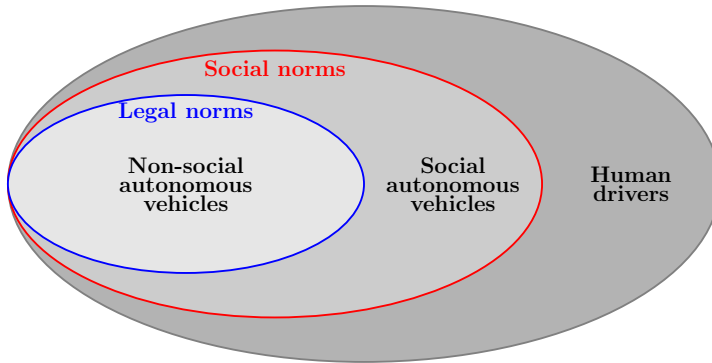 Social norms
Legal norms
Non-social
autonomous
vehicles
Social
autonomous
vehicles
Human
drivers